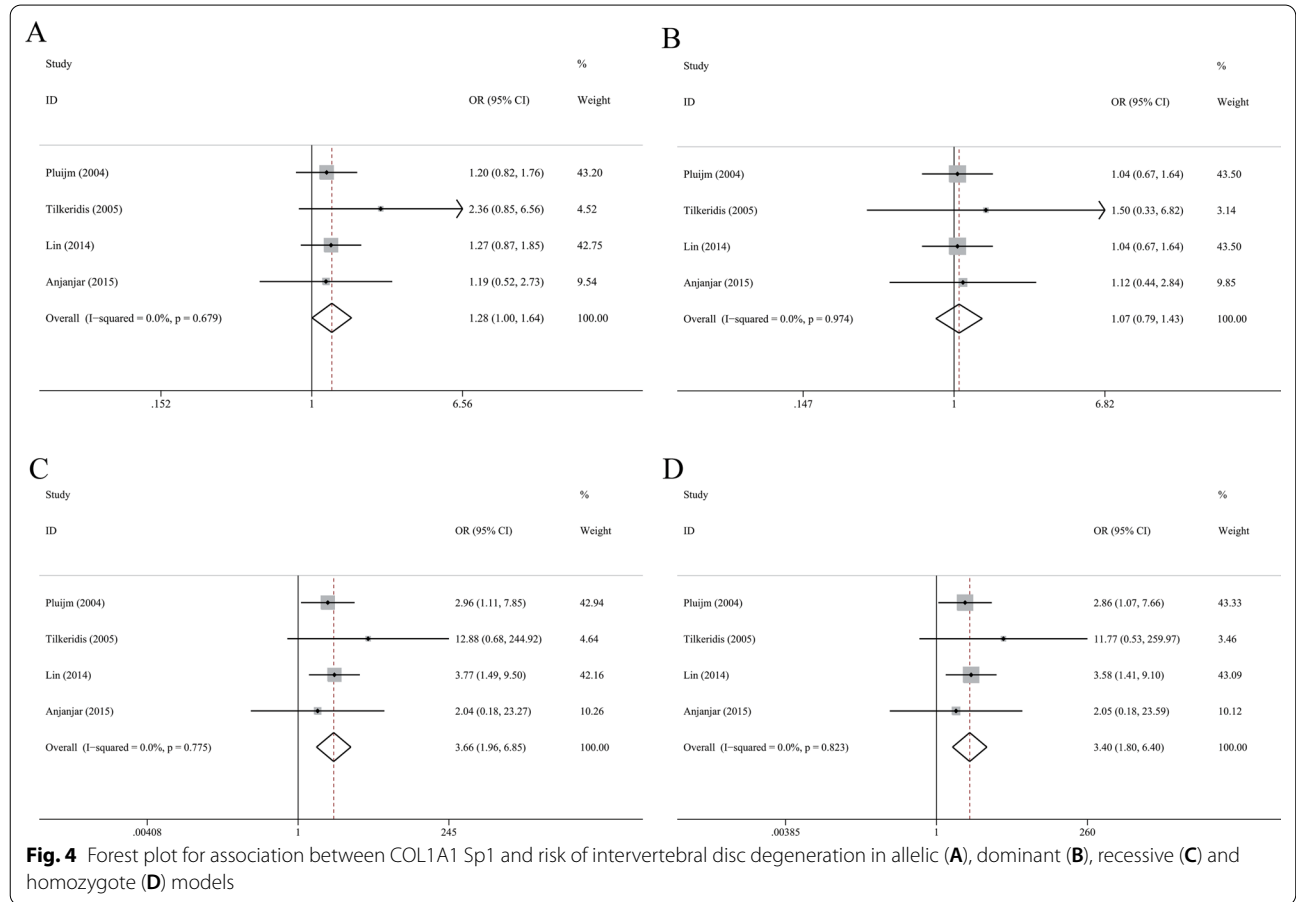 A
Study %
ID OR (95% CI) Weight
Pluijm (2004) 1.20 (0.82, 1.76) 43.20
Tilkeridis (2005) 2.36 (0.85, 6.56) 4.52
Lin (2014) 1.27 (0.87, 1.85) 42.75
Anjanjar (2015) 1.19 (0.52, 2.73) 9.54
Overall (I−squared = 0.0%, p = 0.679) 1.28 (1.00, 1.64) 100.00
.152 1 6.56
B
Study %
ID OR (95% CI) Weight
Pluijm (2004) 1.04 (0.67, 1.64) 43.50
Tilkeridis (2005) 1.50 (0.33, 6.82) 3.14
Lin (2014) 1.04 (0.67, 1.64) 43.50
Anjanjar (2015) 1.12 (0.44, 2.84) 9.85
Overall (I−squared = 0.0%, p = 0.974) 1.07 (0.79, 1.43) 100.00
.147 1 6.82
C
Study %
ID OR (95% CI) Weight
Pluijm (2004) 2.96 (1.11, 7.85) 42.94
Tilkeridis (2005) 12.88 (0.68, 244.92) 4.64
Lin (2014) 3.77 (1.49, 9.50) 42.16
Anjanjar (2015) 2.04 (0.18, 23.27) 10.26
Overall (I−squared = 0.0%, p = 0.775) 3.66 (1.96, 6.85) 100.00
.00408 1 245
D
Study %
ID OR (95% CI) Weight
Pluijm (2004) 2.86 (1.07, 7.66) 43.33
Tilkeridis (2005) 11.77 (0.53, 259.97) 3.46
Lin (2014) 3.58 (1.41, 9.10) 43.09
Anjanjar (2015) 2.05 (0.18, 23.59) 10.12
Overall (I−squared = 0.0%, p = 0.823) 3.40 (1.80, 6.40) 100.00
.00385 1 260
Fig. 4 Forest plot for association between COL1A1 Sp1 and risk of intervertebral disc degeneration in allelic (A), dominant (B), recessive (C) and
homozygote (D) models